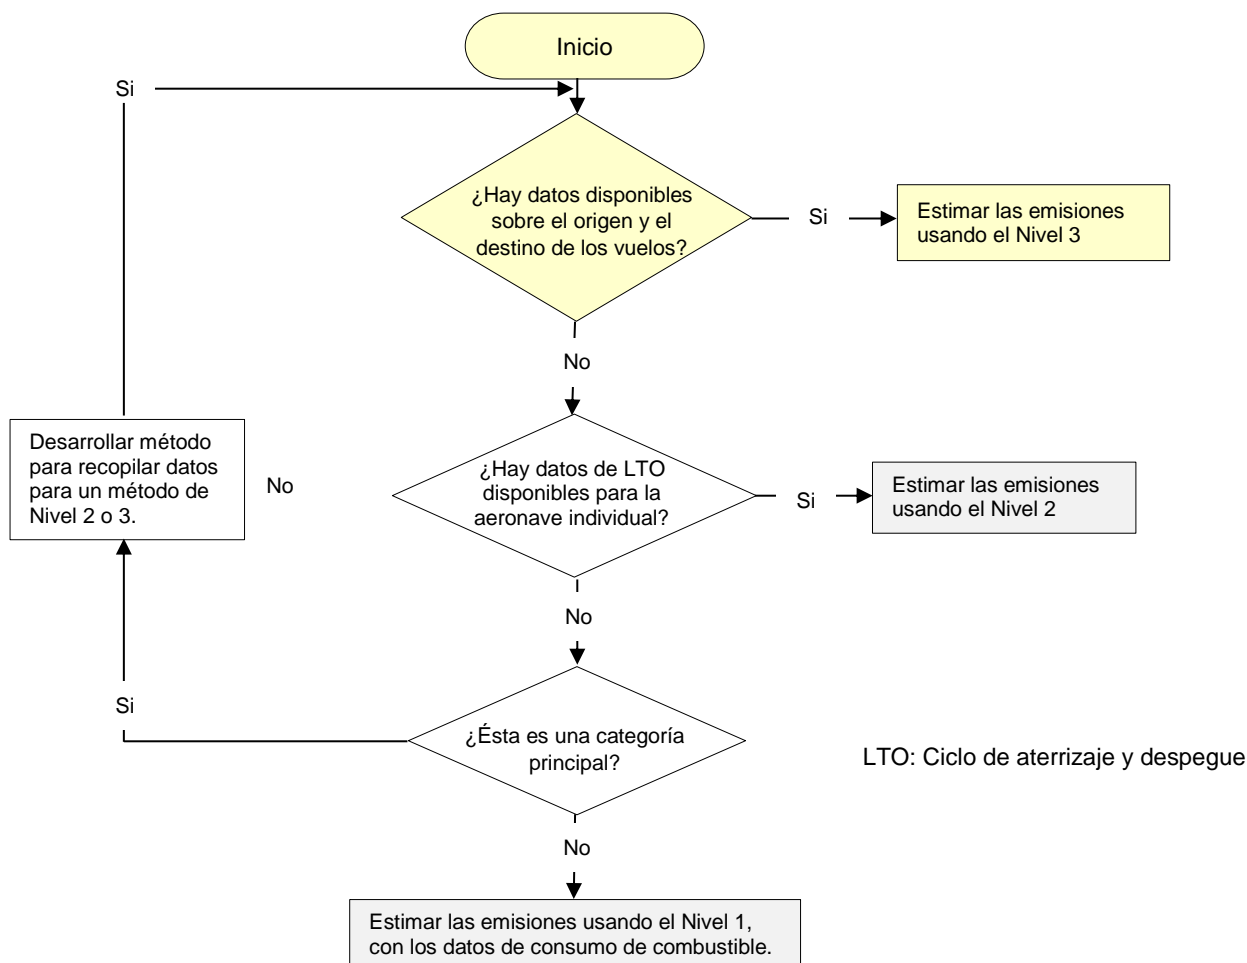 Inicio
Si
¿Hay datos disponibles
sobre el origen y el
destino de los vuelos?
Si
Estimar las emisiones
usando el Nivel 3
No
Desarrollar método
para recopilar datos
para un método de
Nivel 2 o 3.
No
¿Hay datos de LTO
disponibles para la
aeronave individual?
Si
Estimar las emisiones
usando el Nivel 2
No
Si
¿Ésta es una categoría
principal?
LTO: Ciclo de aterrizaje y despegue
No
Estimar las emisiones usando el Nivel 1,
con los datos de consumo de combustible.